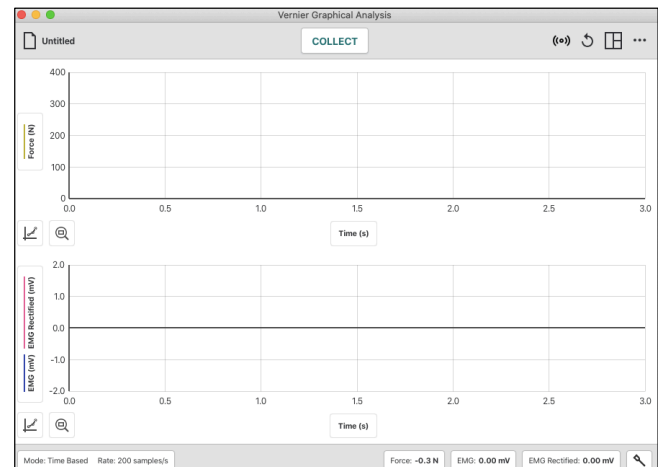 Vernier Graphical Analysis
Untitled
COLLECT
400
300
200
100
0
Force (N)
0.0 0.5 1.0 1.5 2.0 2.5 3.0
Time (s)
2.0
1.0
0.0
-1.0
-2.0
EMG Rectified (mV)
EMG (mV)
0.0 0.5 1.0 1.5 2.0 2.5 3.0
Time (s)
Mode: Time Based Rate: 200 samples/s Force: -0.3 N EMG: 0.00 mV EMG Rectified: 0.00 mV